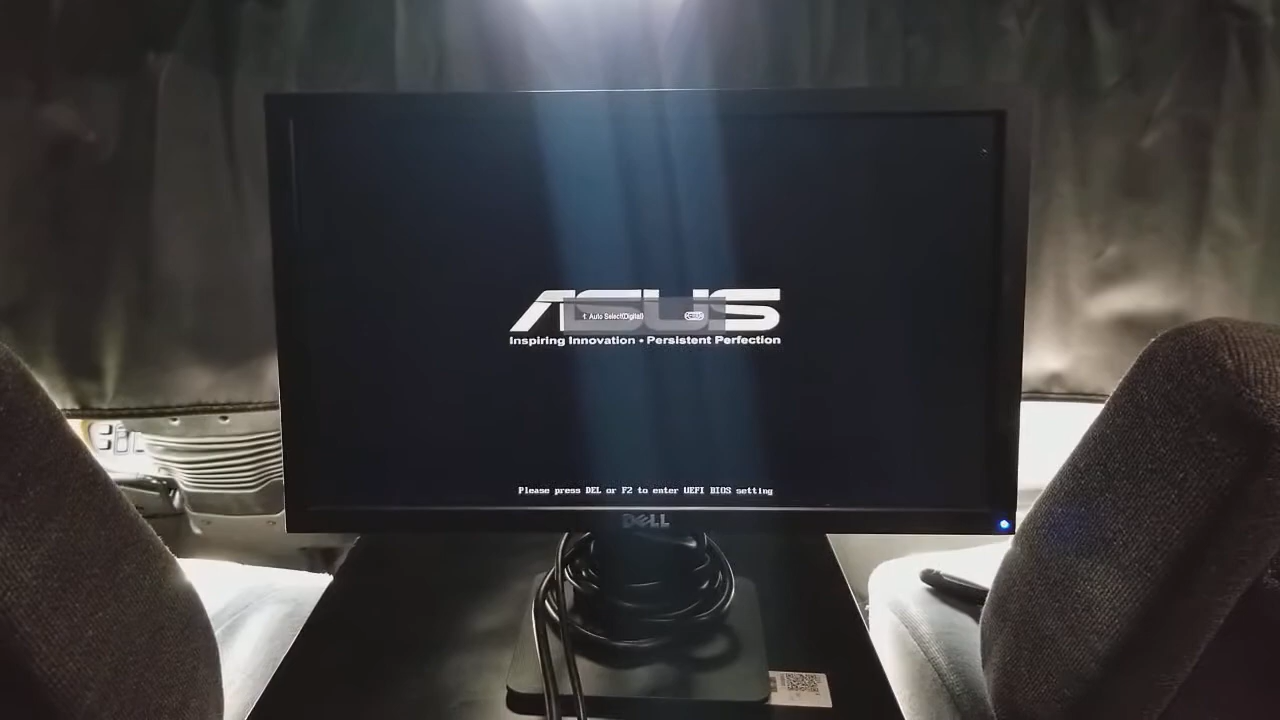 ASUS
Auto Select(Digital)
Inspiring Innovation • Persistent Perfection
Please press DEL or F2 to enter UEFI BIOS setting
DELL